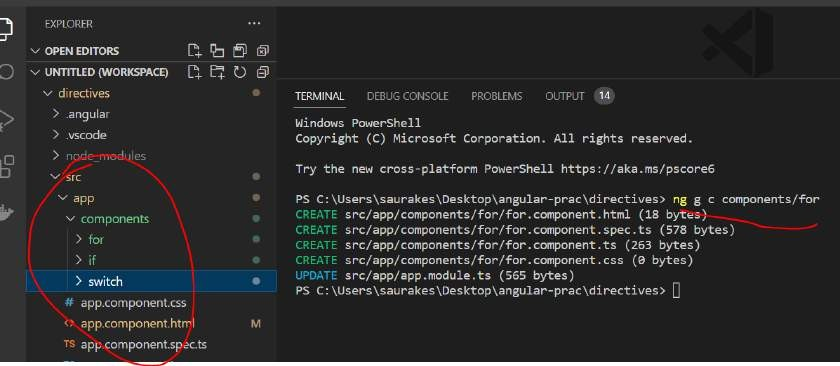 EXPLORER
OPEN EDITORS
UNTITLED (WORKSPACE)
directives
.angular
.vscode
node_modules
src
app
components
for
if
switch
# app.component.css
<> app.component.html M
TS app.component.spec.ts
TERMINAL DEBUG CONSOLE PROBLEMS OUTPUT 14
Windows PowerShell
Copyright (C) Microsoft Corporation. All rights reserved.
Try the new cross-platform PowerShell https://aka.ms/pscore6
PS C:\Users\saurakes\Desktop\angular-prac\directives> ng g c components/for
CREATE src/app/components/for/for.component.html (18 bytes)
CREATE src/app/components/for/for.component.spec.ts (578 bytes)
CREATE src/app/components/for/for.component.ts (263 bytes)
CREATE src/app/components/for/for.component.css (0 bytes)
UPDATE src/app/app.module.ts (565 bytes)
PS C:\Users\saurakes\Desktop\angular-prac\directives>